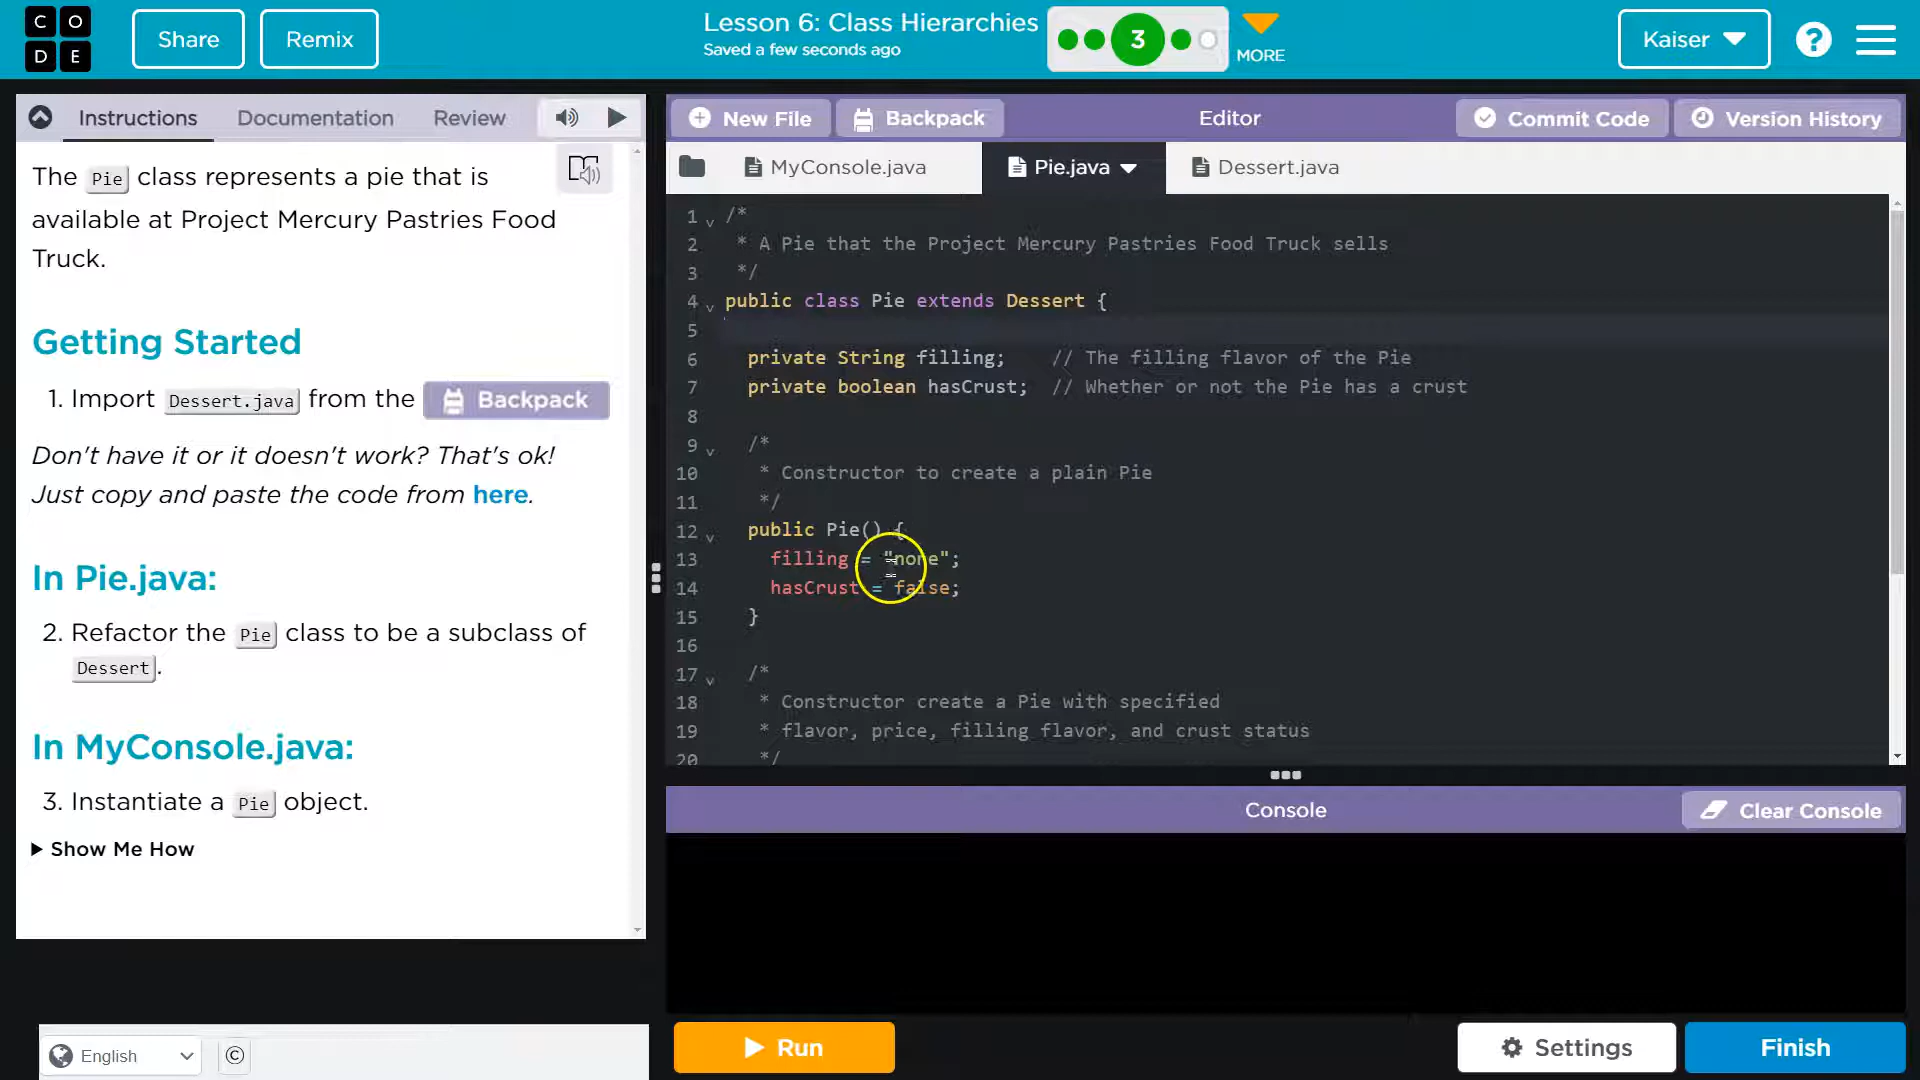 C O
D E
Share
Remix
Lesson 6: Class Hierarchies
Saved a few seconds ago
3
MORE
Kaiser
?
Instructions
Documentation
Review
The Pie class represents a pie that is
available at Project Mercury Pastries Food
Truck.
Getting Started
1. Import Dessert.java from the Backpack
Don't have it or it doesn't work? That's ok!
Just copy and paste the code from here.
In Pie.java:
2. Refactor the Pie class to be a subclass of
Dessert.
In MyConsole.java:
3. Instantiate a Pie object.
Show Me How
English
©
New File
Backpack
Editor
Commit Code
Version History
MyConsole.java
Pie.java
Dessert.java
1 /*
2 * A Pie that the Project Mercury Pastries Food Truck sells
3 */
4 public class Pie extends Dessert {
5
6 private String filling; // The filling flavor of the Pie
7 private boolean hasCrust; // Whether or not the Pie has a crust
8
9 /*
10 * Constructor to create a plain Pie
11 */
12 public Pie() {
13 filling = "none";
14 hasCrust = false;
15 }
16
17 /*
18 * Constructor create a Pie with specified
19 * flavor, price, filling flavor, and crust status
20 */
Console
Clear Console
Run
Settings
Finish